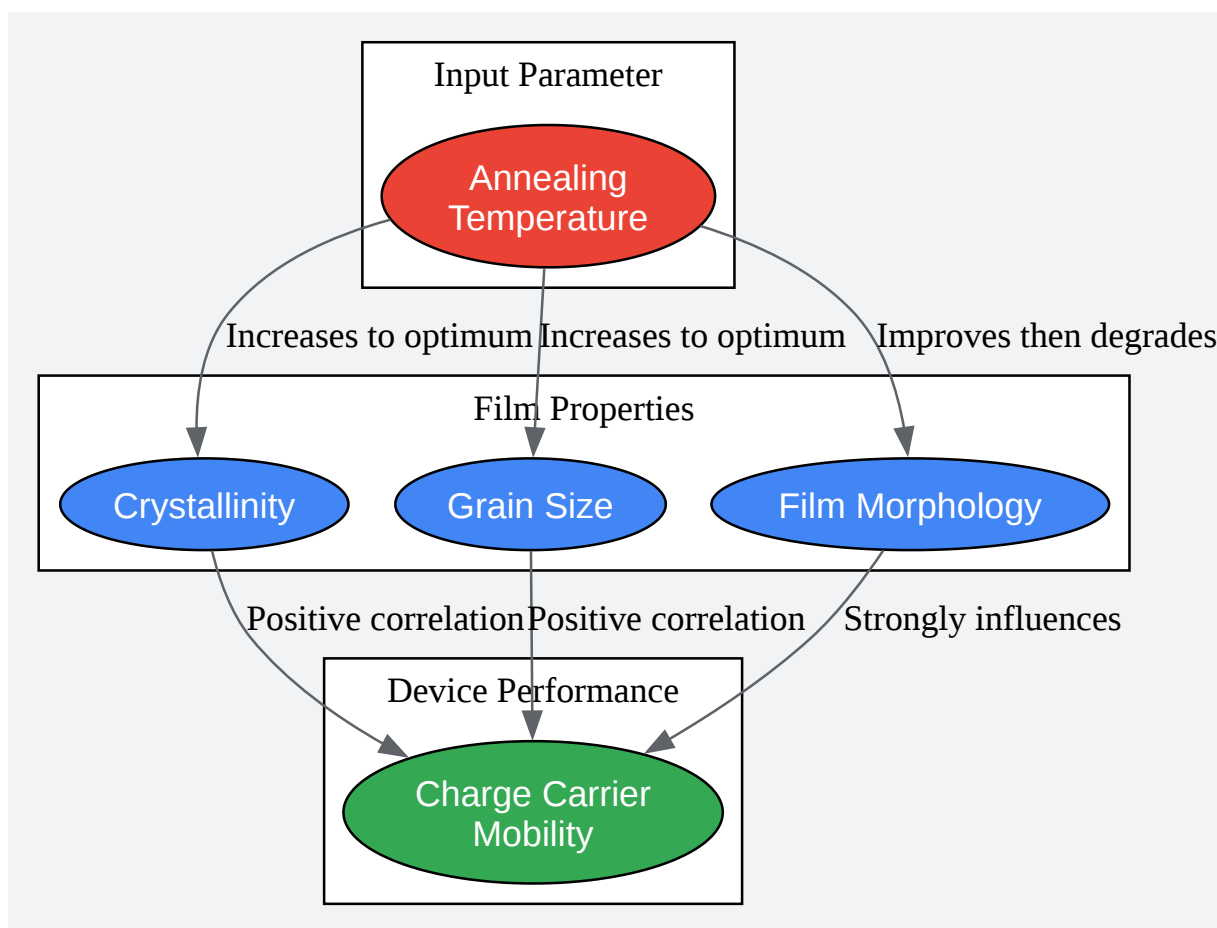 Input Parameter
Annealing
Temperature
Increases to optimum
Increases to optimum
Improves then degrades
Film Properties
Crystallinity
Grain Size
Film Morphology
Positive correlation
Positive correlation
Strongly influences
Device Performance
Charge Carrier
Mobility